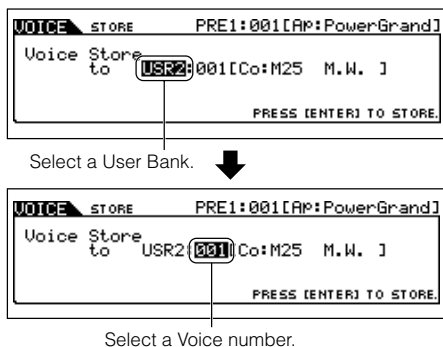 VOICE STORE PRE1:001[AP:PowerGrand]
Voice Store
to USR2:001[Co:M25 M.W. ]
PRESS [ENTER] TO STORE.
Select a User Bank.
VOICE STORE PRE1:001[AP:PowerGrand]
Voice Store
to USR2:001[Co:M25 M.W. ]
PRESS [ENTER] TO STORE.
Select a Voice number.